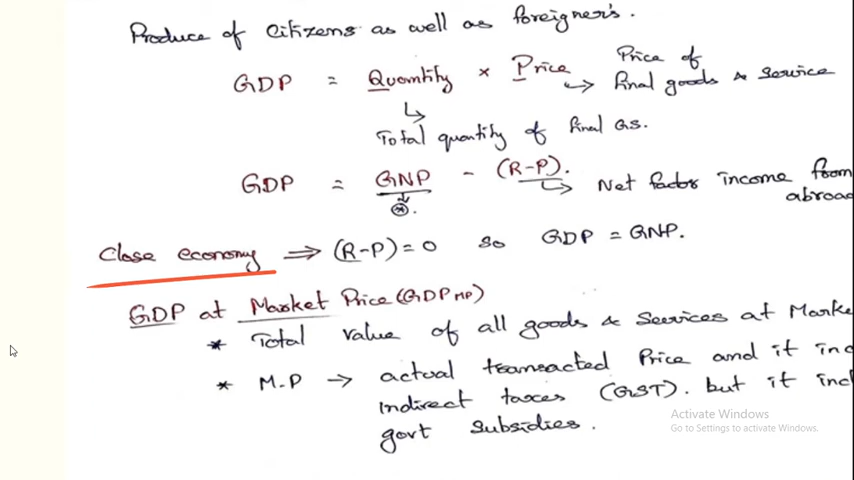 Produce of citizens as well as foreigner's.
GDP = Quantity × Price → Price of final goods & Service
↳ Total quantity of final GS.
GDP = GNP - (R-P). → Net factor income from abroad
Close economy ⇒ (R-P) = 0 so GDP = GNP.
GDP at Market Price (GDP MP)
* Total value of all goods & Services at Marke
* M.P → actual transacted Price and it inc
indirect taxes (GST). but it incl
govt subsidies.
Activate Windows
Go to Settings to activate Windows.